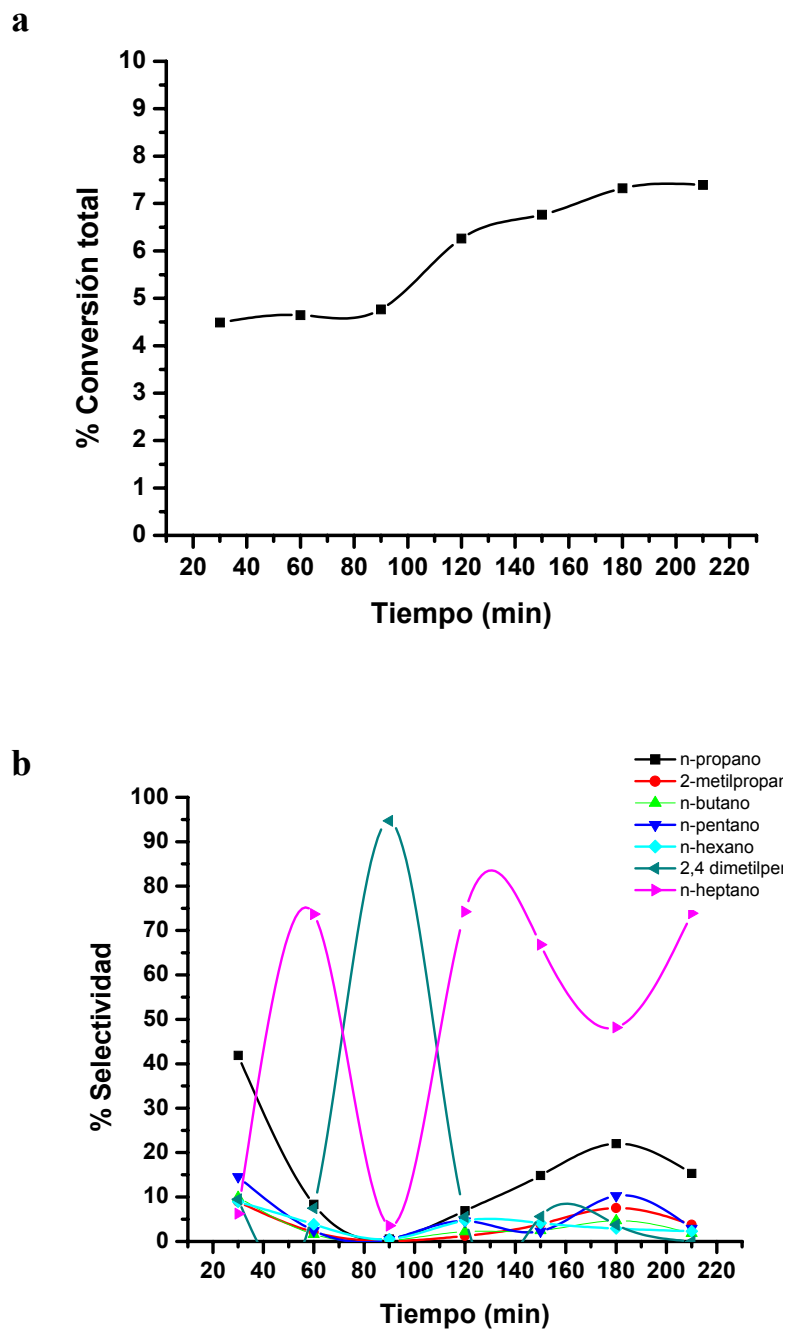 a
10
9
8
7
6
5
4
3
2
1
0
% Conversión total
20 40 60 80 100 120 140 160 180 200 220
Tiempo (min)
b
n-propano
2-metilpropan
n-butano
n-pentano
n-hexano
2,4 dimetilpe
n-heptano
100
90
80
70
60
50
40
30
20
10
0
% Selectividad
20 40 60 80 100 120 140 160 180 200 220
Tiempo (min)